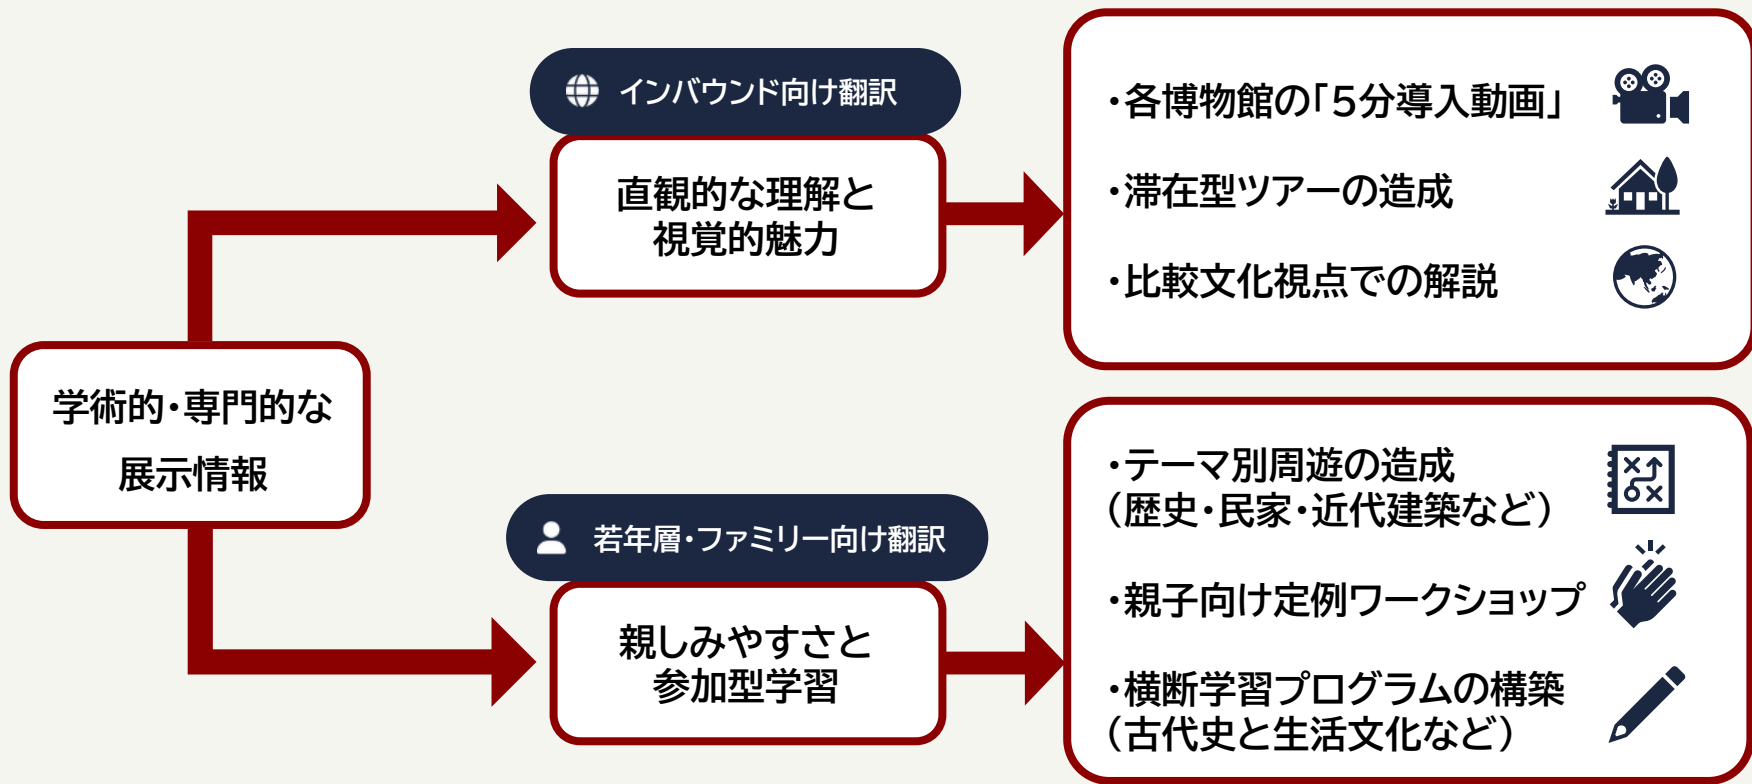 インバウンド向け翻訳
直観的な理解と
視覚的魅力
・各博物館の「5分導入動画」
・滞在型ツアーの造成
・比較文化視点での解説
学術的・専門的な
展示情報
若年層・ファミリー向け翻訳
親しみやすさと
参加型学習
・テーマ別周遊の造成
（歴史・民家・近代建築など）
・親子向け定例ワークショップ
・横断学習プログラムの構築
（古代史と生活文化など）